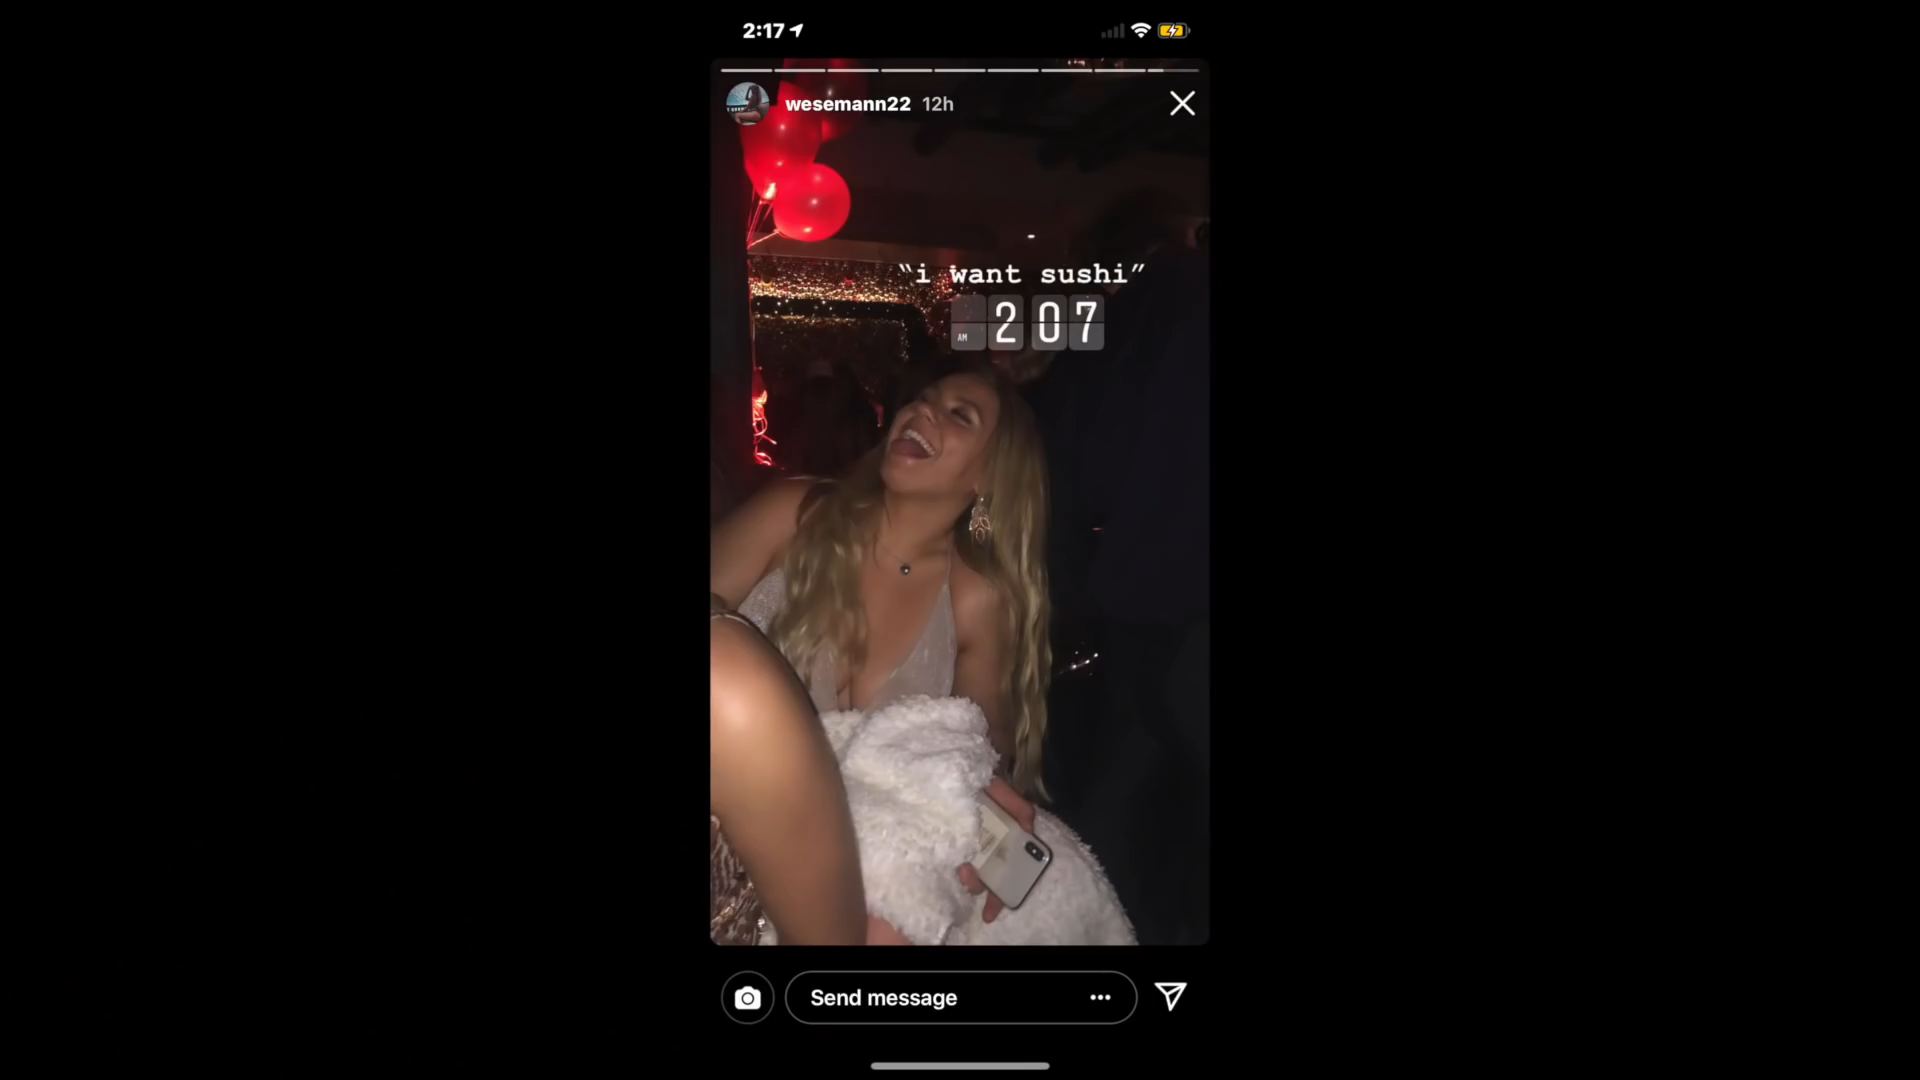 2:17
wesemann22 12h
“i want sushi”
AM 2 07
Send message